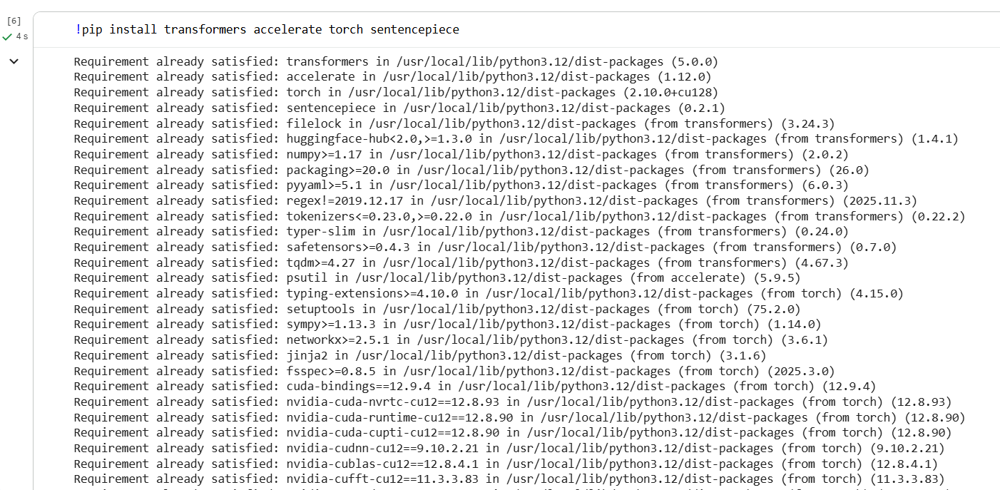 [6]
4 s
!pip install transformers accelerate torch sentencepiece
Requirement already satisfied: transformers in /usr/local/lib/python3.12/dist-packages (5.0.0)
Requirement already satisfied: accelerate in /usr/local/lib/python3.12/dist-packages (1.12.0)
Requirement already satisfied: torch in /usr/local/lib/python3.12/dist-packages (2.10.0+cu128)
Requirement already satisfied: sentencepiece in /usr/local/lib/python3.12/dist-packages (0.2.1)
Requirement already satisfied: filelock in /usr/local/lib/python3.12/dist-packages (from transformers) (3.24.3)
Requirement already satisfied: huggingface-hub<2.0,>=1.3.0 in /usr/local/lib/python3.12/dist-packages (from transformers) (1.4.1)
Requirement already satisfied: numpy>=1.17 in /usr/local/lib/python3.12/dist-packages (from transformers) (2.0.2)
Requirement already satisfied: packaging>=20.0 in /usr/local/lib/python3.12/dist-packages (from transformers) (26.0)
Requirement already satisfied: pyyaml>=5.1 in /usr/local/lib/python3.12/dist-packages (from transformers) (6.0.3)
Requirement already satisfied: regex!=2019.12.17 in /usr/local/lib/python3.12/dist-packages (from transformers) (2025.11.3)
Requirement already satisfied: tokenizers<=0.23.0,>=0.22.0 in /usr/local/lib/python3.12/dist-packages (from transformers) (0.22.2)
Requirement already satisfied: typer-slim in /usr/local/lib/python3.12/dist-packages (from transformers) (0.24.0)
Requirement already satisfied: safetensors>=0.4.3 in /usr/local/lib/python3.12/dist-packages (from transformers) (0.7.0)
Requirement already satisfied: tqdm>=4.27 in /usr/local/lib/python3.12/dist-packages (from transformers) (4.67.3)
Requirement already satisfied: psutil in /usr/local/lib/python3.12/dist-packages (from accelerate) (5.9.5)
Requirement already satisfied: typing-extensions>=4.10.0 in /usr/local/lib/python3.12/dist-packages (from torch) (4.15.0)
Requirement already satisfied: setuptools in /usr/local/lib/python3.12/dist-packages (from torch) (75.2.0)
Requirement already satisfied: sympy>=1.13.3 in /usr/local/lib/python3.12/dist-packages (from torch) (1.14.0)
Requirement already satisfied: networkx>=2.5.1 in /usr/local/lib/python3.12/dist-packages (from torch) (3.6.1)
Requirement already satisfied: jinja2 in /usr/local/lib/python3.12/dist-packages (from torch) (3.1.6)
Requirement already satisfied: fsspec>=0.8.5 in /usr/local/lib/python3.12/dist-packages (from torch) (2025.3.0)
Requirement already satisfied: cuda-bindings==12.9.4 in /usr/local/lib/python3.12/dist-packages (from torch) (12.9.4)
Requirement already satisfied: nvidia-cuda-nvrtc-cu12==12.8.93 in /usr/local/lib/python3.12/dist-packages (from torch) (12.8.93)
Requirement already satisfied: nvidia-cuda-runtime-cu12==12.8.90 in /usr/local/lib/python3.12/dist-packages (from torch) (12.8.90)
Requirement already satisfied: nvidia-cuda-cupti-cu12==12.8.90 in /usr/local/lib/python3.12/dist-packages (from torch) (12.8.90)
Requirement already satisfied: nvidia-cudnn-cu12==9.10.2.21 in /usr/local/lib/python3.12/dist-packages (from torch) (9.10.2.21)
Requirement already satisfied: nvidia-cublas-cu12==12.8.4.1 in /usr/local/lib/python3.12/dist-packages (from torch) (12.8.4.1)
Requirement already satisfied: nvidia-cufft-cu12==11.3.3.83 in /usr/local/lib/python3.12/dist-packages (from torch) (11.3.3.83)